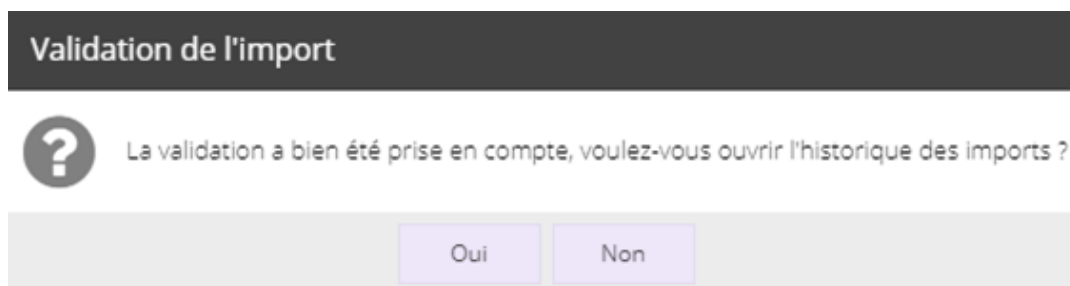 Validation de l'import
La validation a bien été prise en compte, voulez-vous ouvrir l'historique des imports ?
Oui
Non